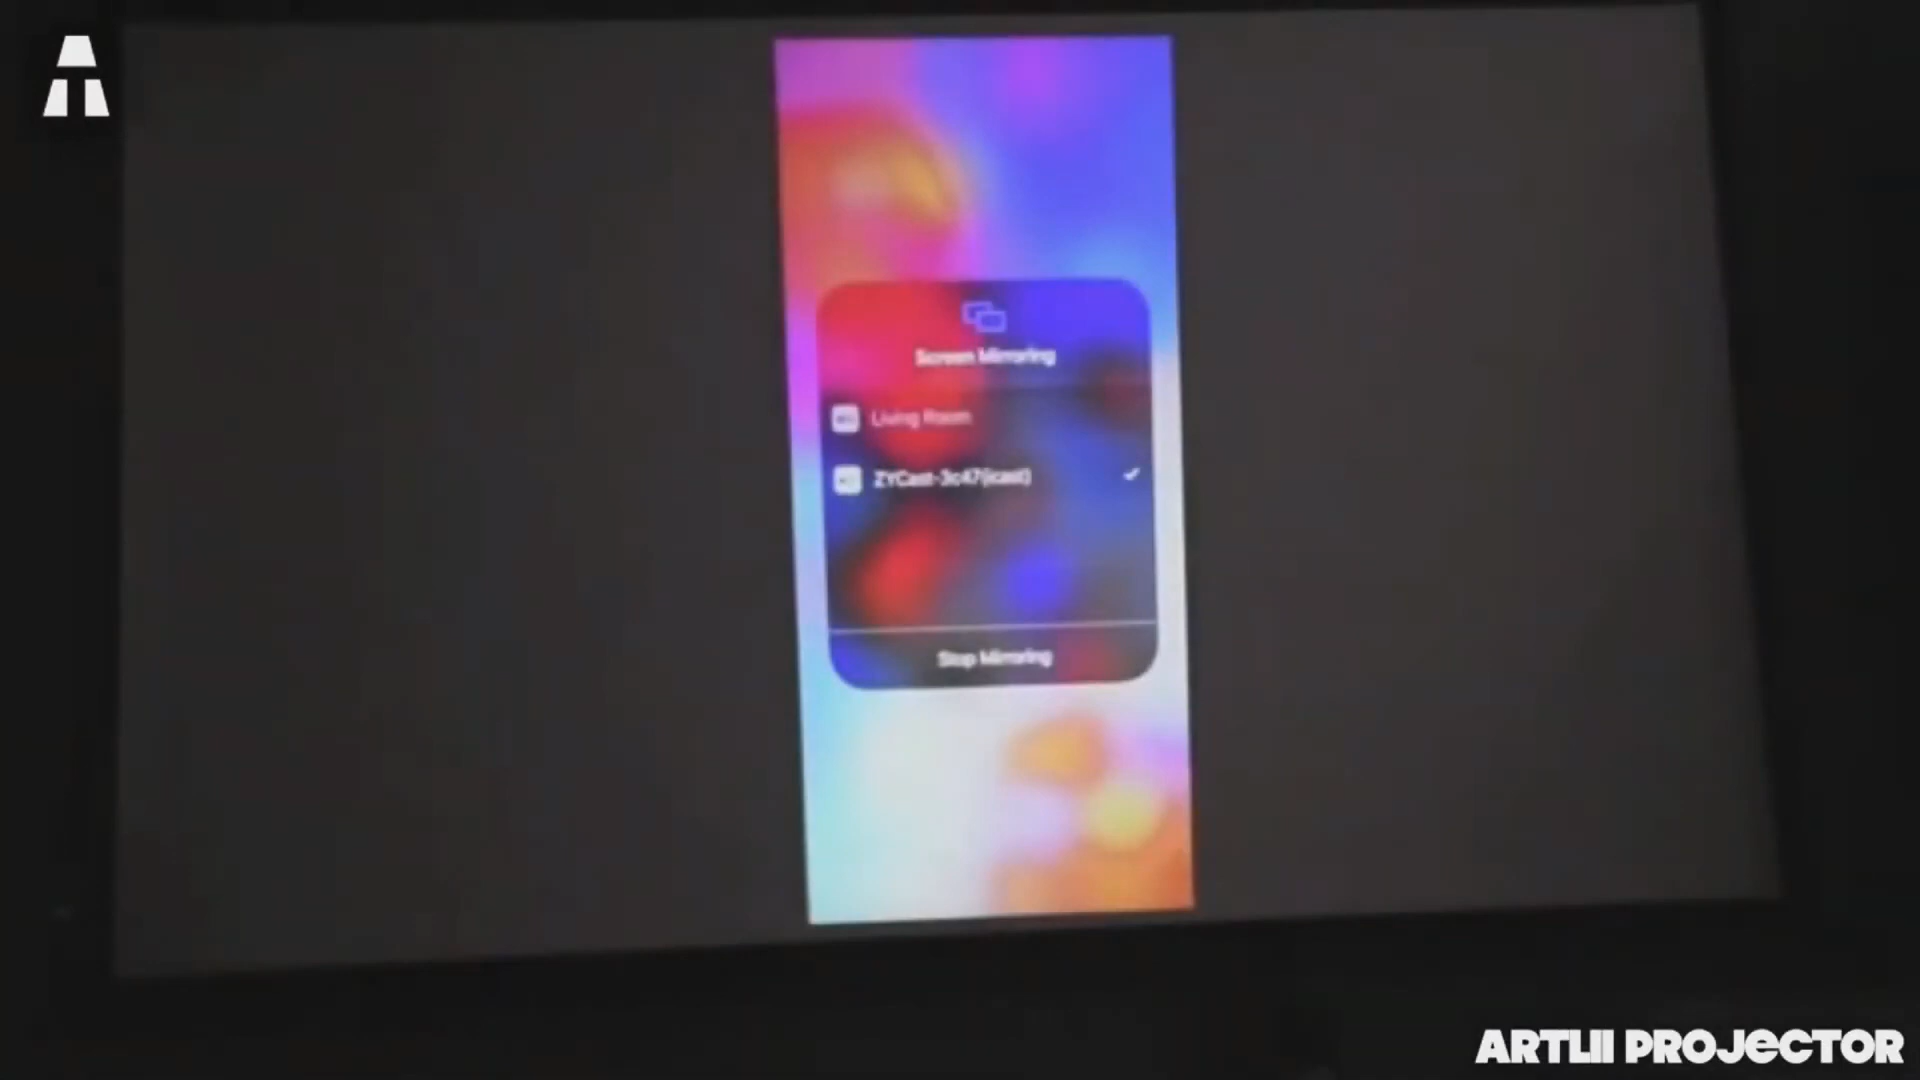 Screen Mirroring
Living Room
ZYCast-3c47(icast)
Stop Mirroring
ARTLII PROJECTOR